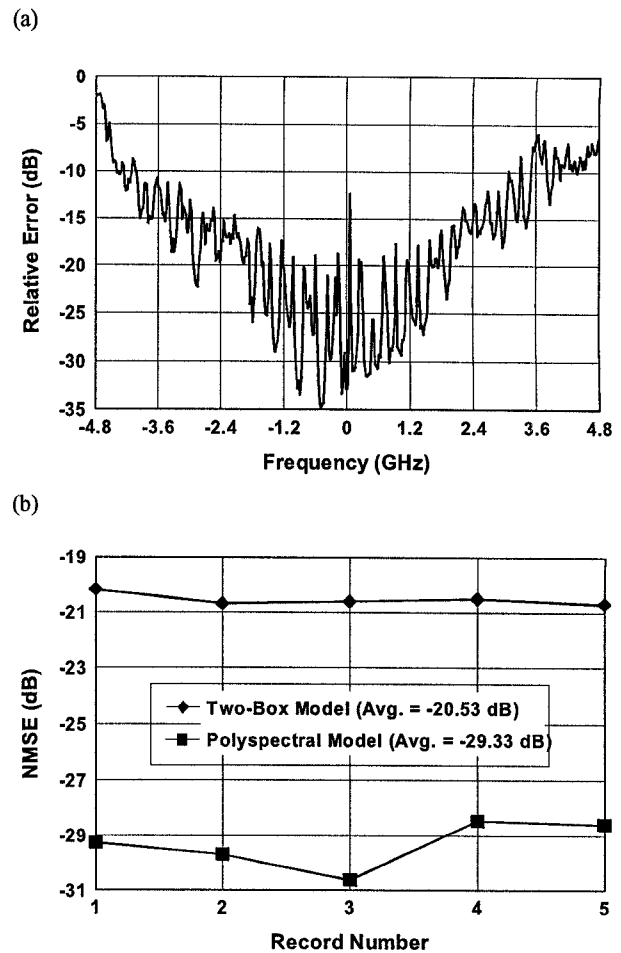 (a)
0
-5
-10
-15
-20
-25
-30
-35
Relative Error (dB)
-4.8 -3.6 -2.4 -1.2 0 1.2 2.4 3.6 4.8
Frequency (GHz)
(b)
-19
-21
-23
-25
-27
-29
-31
NMSE (dB)
Two-Box Model (Avg. = -20.53 dB)
Polyspectral Model (Avg. = -29.33 dB)
1 2 3 4 5
Record Number